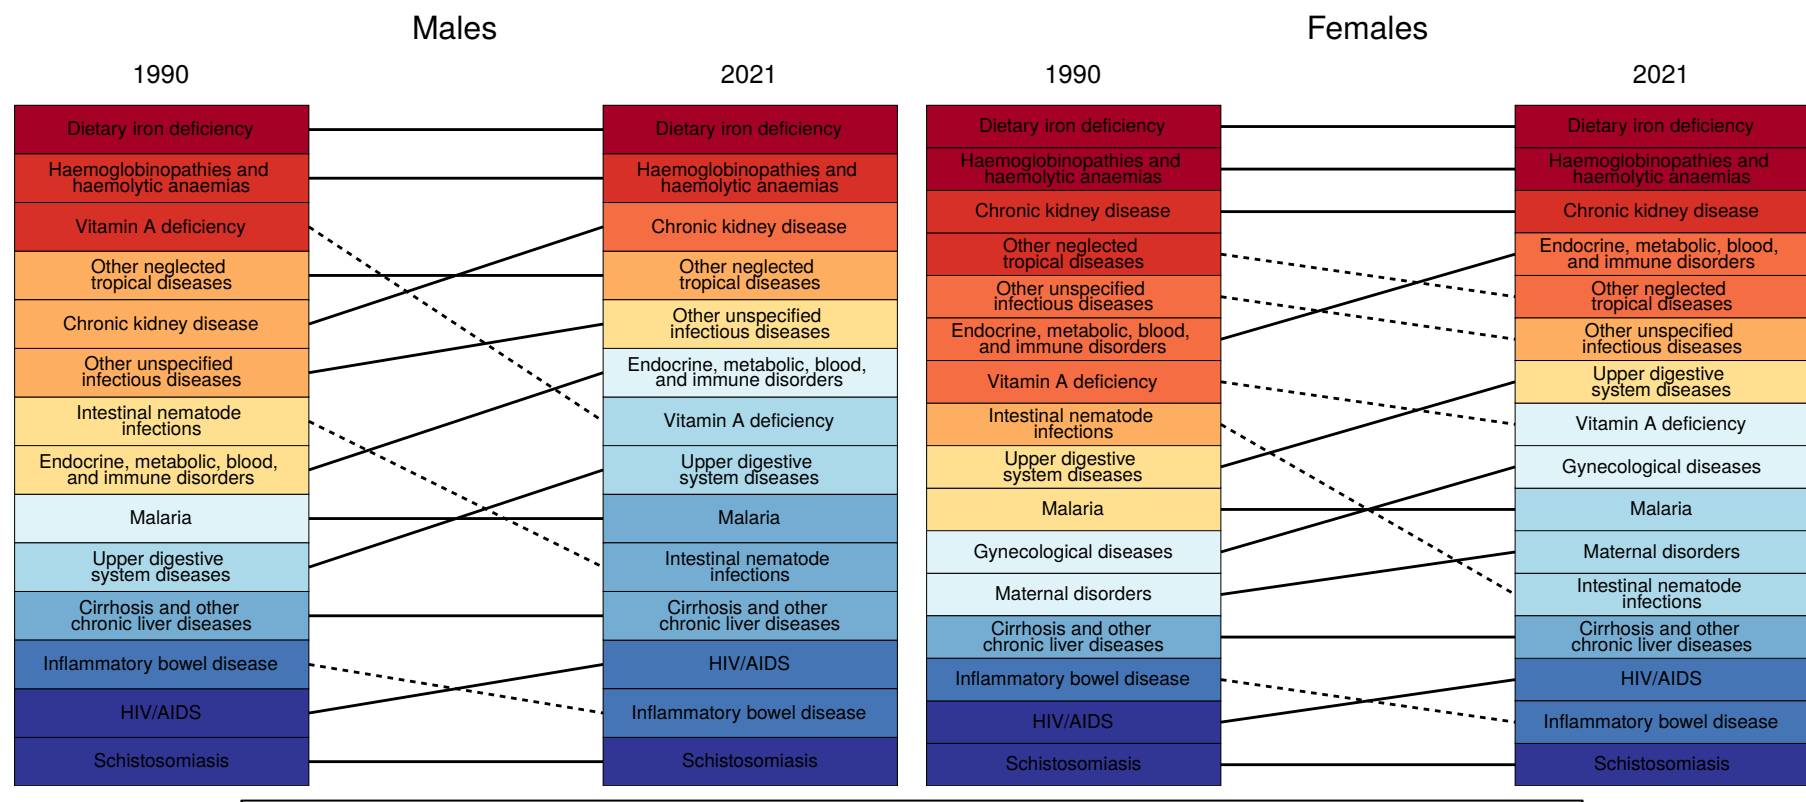 Males
1990
2021
Dietary iron deficiency
Haemoglobinopathies and
haemolytic anaemias
Vitamin A deficiency
Other neglected
tropical diseases
Chronic kidney disease
Other unspecified
infectious diseases
Intestinal nematode
infections
Endocrine, metabolic, blood,
and immune disorders
Malaria
Upper digestive
system diseases
Cirrhosis and other
chronic liver diseases
Inflammatory bowel disease
HIV/AIDS
Schistosomiasis
Dietary iron deficiency
Haemoglobinopathies and
haemolytic anaemias
Chronic kidney disease
Other neglected
tropical diseases
Other unspecified
infectious diseases
Endocrine, metabolic, blood,
and immune disorders
Vitamin A deficiency
Upper digestive
system diseases
Malaria
Intestinal nematode
infections
Cirrhosis and other
chronic liver diseases
HIV/AIDS
Inflammatory bowel disease
Schistosomiasis
Females
1990
2021
Dietary iron deficiency
Haemoglobinopathies and
haemolytic anaemias
Chronic kidney disease
Other neglected
tropical diseases
Other unspecified
infectious diseases
Endocrine, metabolic, blood,
and immune disorders
Vitamin A deficiency
Intestinal nematode
infections
Upper digestive
system diseases
Malaria
Gynecological diseases
Maternal disorders
Cirrhosis and other
chronic liver diseases
Inflammatory bowel disease
HIV/AIDS
Schistosomiasis
Dietary iron deficiency
Haemoglobinopathies and
haemolytic anaemias
Chronic kidney disease
Endocrine, metabolic, blood,
and immune disorders
Other neglected
tropical diseases
Other unspecified
infectious diseases
Upper digestive
system diseases
Vitamin A deficiency
Gynecological diseases
Malaria
Maternal disorders
Intestinal nematode
infections
Cirrhosis and other
chronic liver diseases
HIV/AIDS
Inflammatory bowel disease
Schistosomiasis